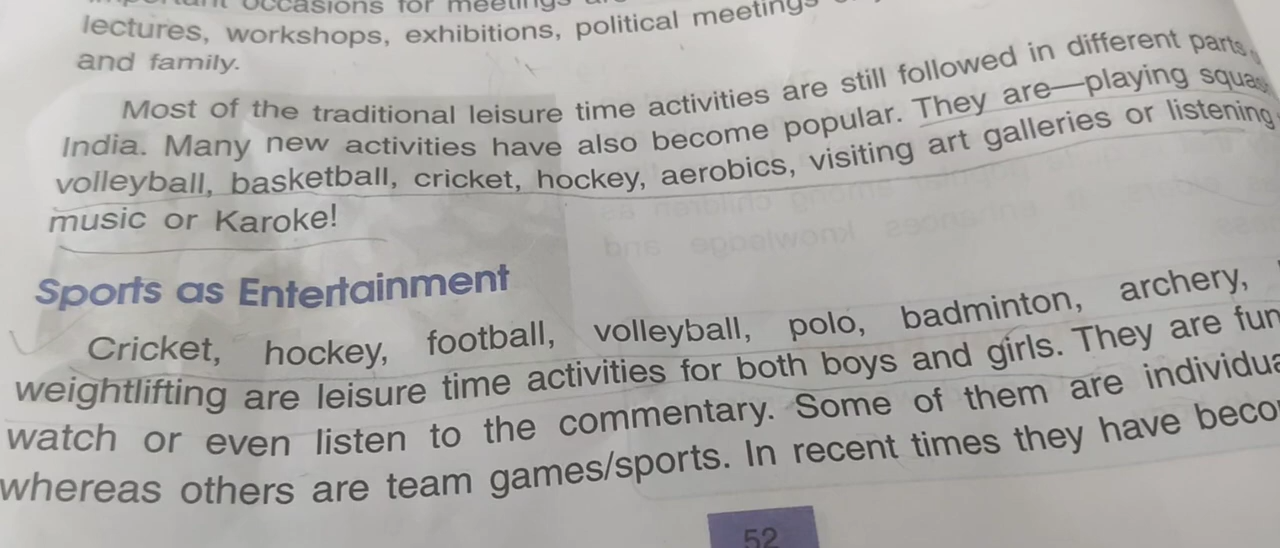 occasions for meetings
lectures, workshops, exhibitions, political meetings
and family.
Most of the traditional leisure time activities are still followed in different parts
India. Many new activities have also become popular. They are—playing
volleyball, basketball, cricket, hockey, aerobics, visiting art galleries or listening
music or Karoke!
Sports as Entertainment
Cricket, hockey, football, volleyball, polo, badminton, archery,
weightlifting are leisure time activities for both boys and girls. They are fun
watch or even listen to the commentary. Some of them are
whereas others are team games/sports. In recent times they have
52